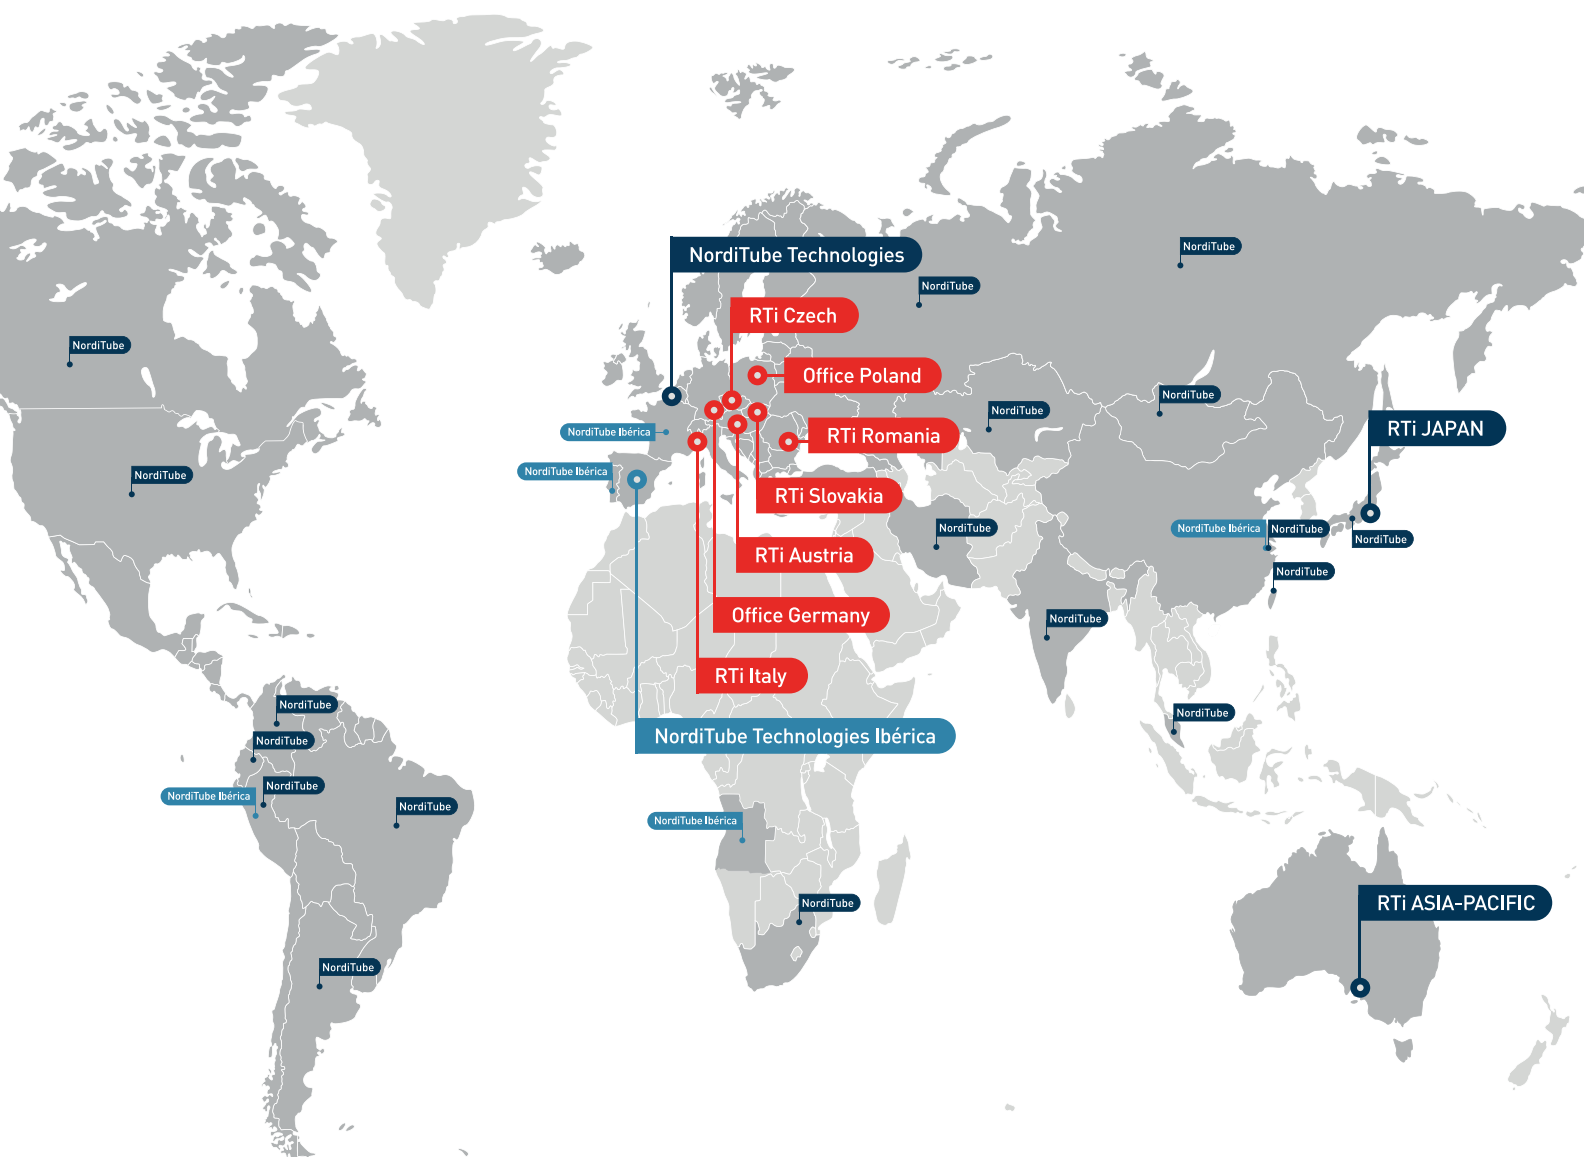 NordiTube
NordiTube Technologies
NordiTube
RTi Czech
NordiTube
Office Poland
NordiTube
NordiTube
RTi JAPAN
NordiTube Ibérica
RTi Romania
NordiTube
NordiTube Ibérica
RTi Slovakia
NordiTube
NordiTube Ibérica
NordiTube
NordiTube
RTi Austria
NordiTube
Office Germany
NordiTube
RTi Italy
NordiTube
NordiTube
NordiTube Technologies Ibérica
NordiTube
NordiTube
NordiTube Ibérica
NordiTube
NordiTube Ibérica
NordiTube
RTi ASIA-PACIFIC
NordiTube